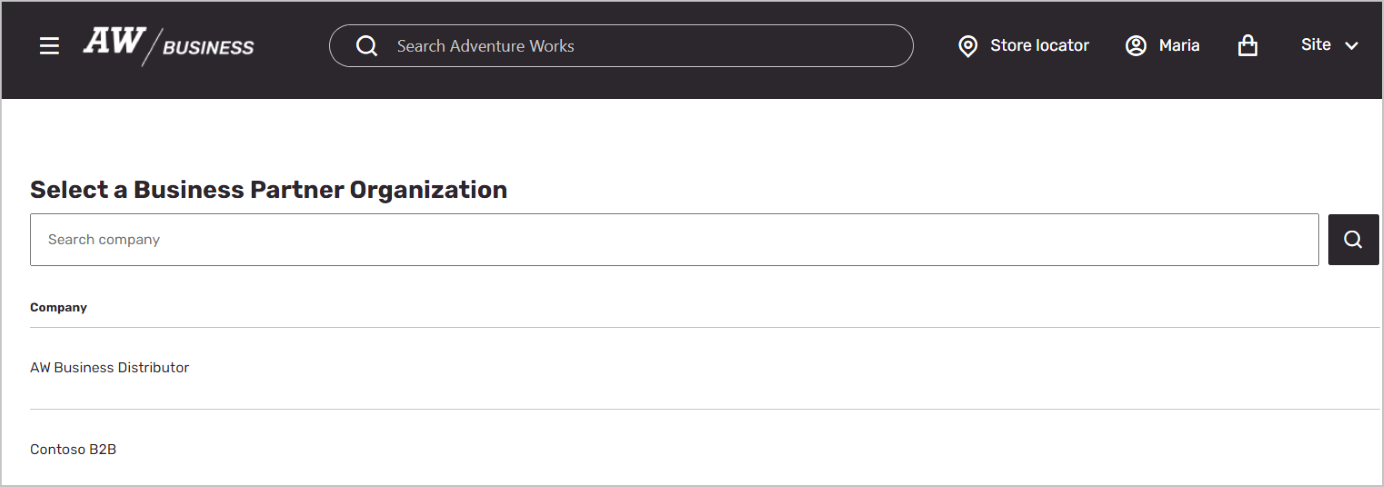 AW/BUSINESS
Search Adventure Works
Store locator
Maria
Site
Select a Business Partner Organization
Search company
Company
AW Business Distributor
Contoso B2B